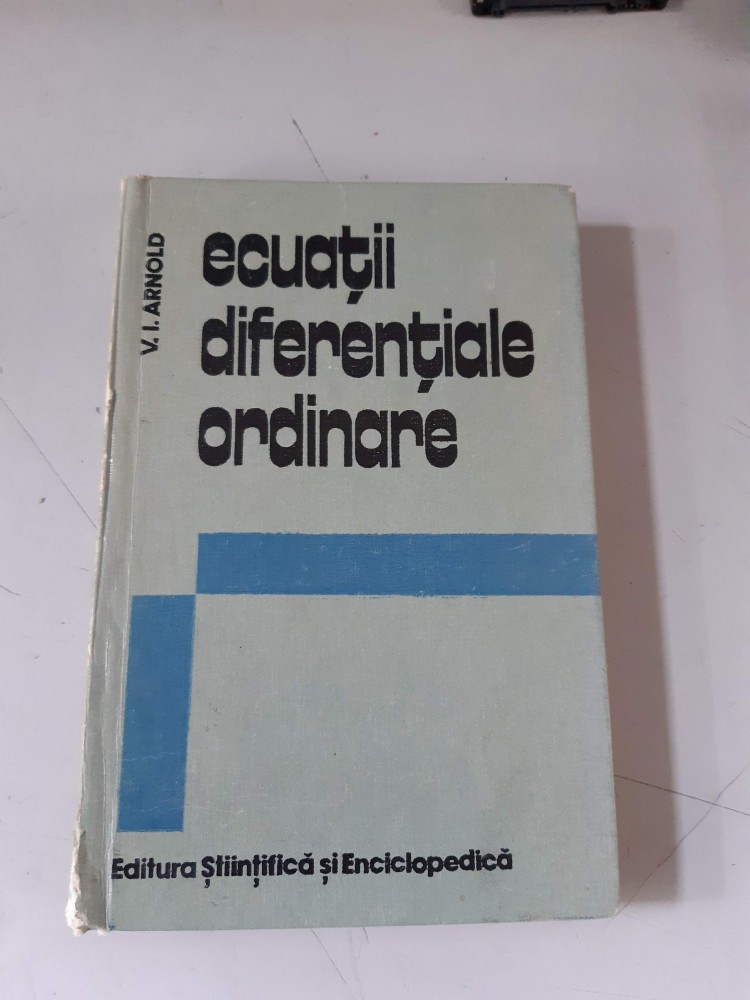 V. I. ARNOLD
ecuații
diferențiale
ordinare
Editura Științifică și Enciclopedică